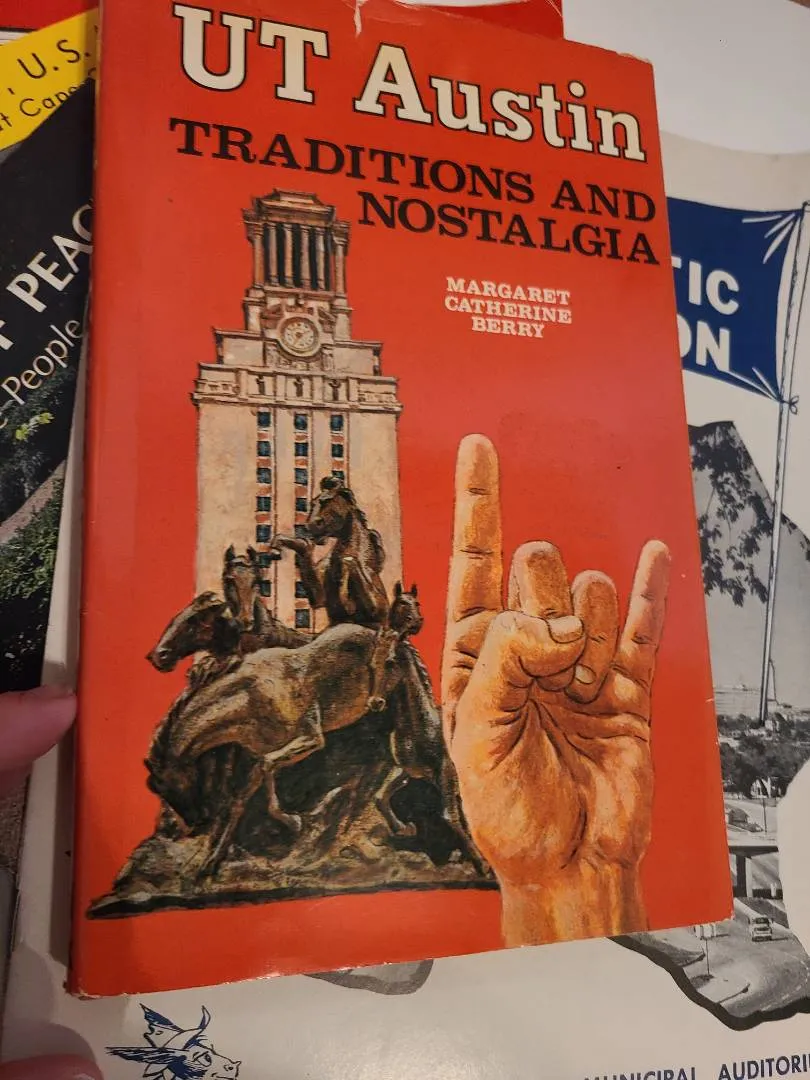 UT Austin
TRADITIONS AND
NOSTALGIA
MARGARET
CATHERINE
BERRY
, U.S.
PEAC
People
TIC
ON
MUNICIPAL AUDITORI